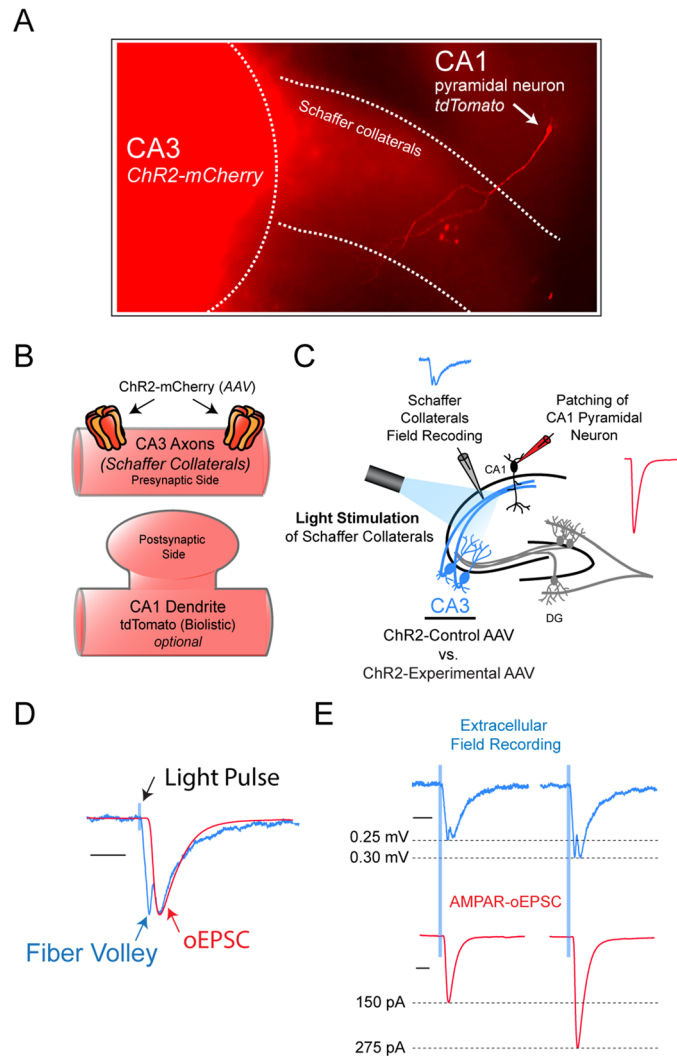 A
CA1
pyramidal neuron
tdTomato
Schaffer collaterals
CA3
ChR2-mCherry
B
ChR2-mCherry (AAV)
CA3 Axons
(Schaffer Collaterals)
Presynaptic Side
Postsynaptic
Side
CA1 Dendrite
tdTomato (Biolistic)
optional
C
Schaffer
Collaterals
Field Recoding
Patching of
CA1 Pyramidal
Neuron
CA1
Light Stimulation
of Schaffer Collaterals
CA3
DG
ChR2-Control AAV
vs.
ChR2-Experimental AAV
D
Light Pulse
oEPSC
Fiber Volley
E
Extracellular
Field Recording
0.25 mV
0.30 mV
AMPAR-oEPSC
150 pA
275 pA